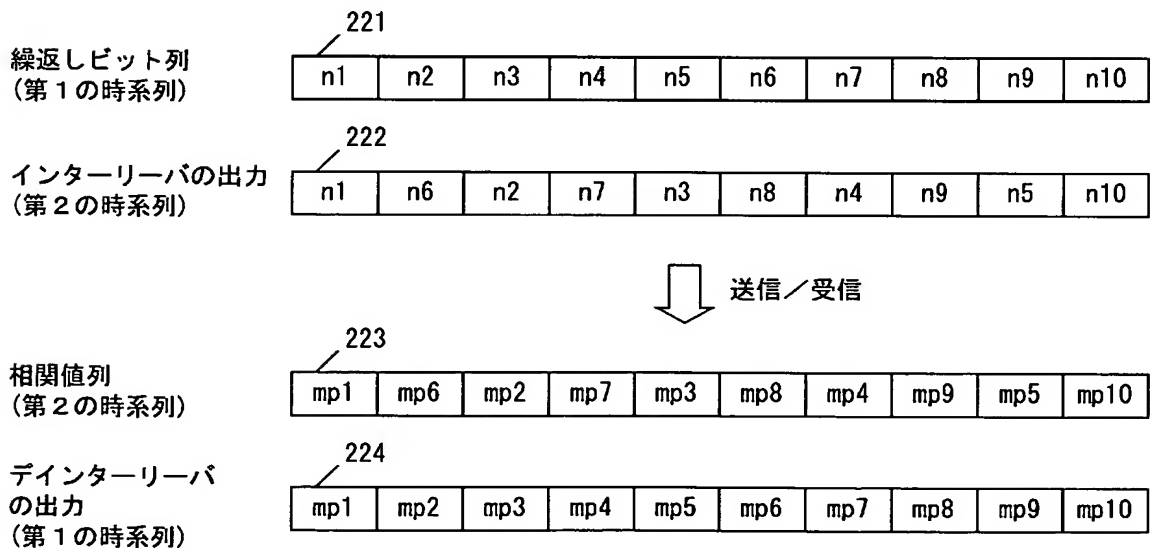 221
繰返しビット列
(第1の時系列)
n1 n2 n3 n4 n5 n6 n7 n8 n9 n10
222
インターリーバの出力
(第2の時系列)
n1 n6 n2 n7 n3 n8 n4 n9 n5 n10
送信/受信
223
相関値列
(第2の時系列)
mp1 mp6 mp2 mp7 mp3 mp8 mp4 mp9 mp5 mp10
224
デインターリーバ
の出力
(第1の時系列)
mp1 mp2 mp3 mp4 mp5 mp6 mp7 mp8 mp9 mp10